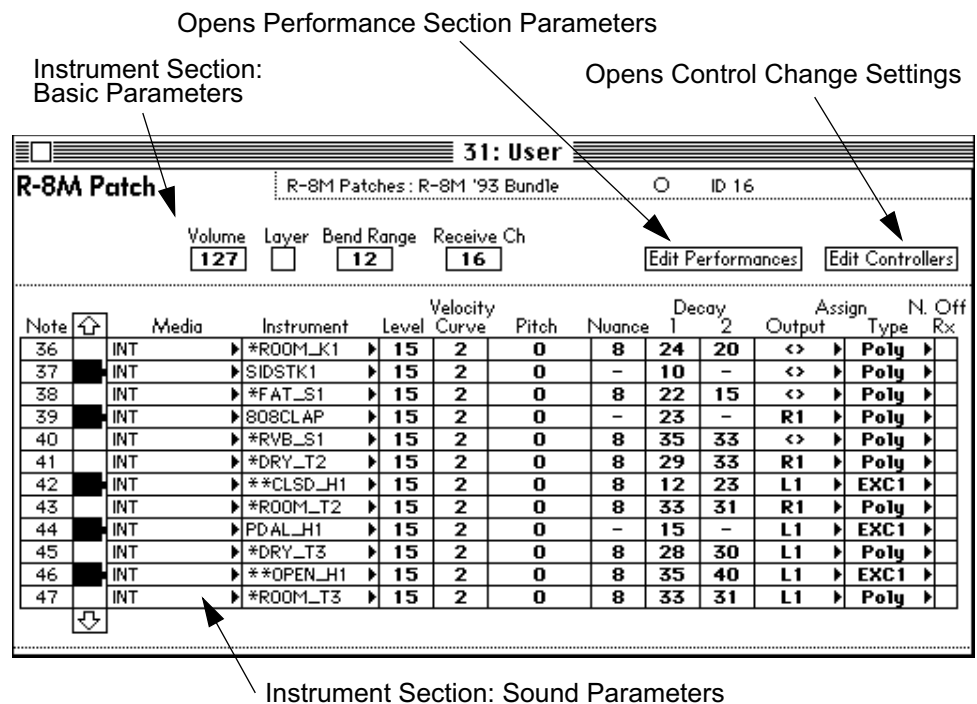 Opens Performance Section Parameters
Instrument Section:
Basic Parameters
Opens Control Change Settings
31: User
R-8M Patch
R-8M Patches: R-8M '93 Bundle ID 16
Volume Layer Bend Range Receive Ch
127 12 16 Edit Performances Edit Controllers
Velocity Decay Assign N. Off
Note Media Instrument Level Curve Pitch Nuance 1 2 Output Type Rx
36 INT *ROOM_K1 15 2 0 8 24 20 <> Poly
37 INT SIDSTK1 15 2 0 - 10 - <> Poly
38 INT *FAT_S1 15 2 0 8 22 15 <> Poly
39 INT 808CLAP 15 2 0 - 23 - R1 Poly
40 INT *RVB_S1 15 2 0 8 35 33 <> Poly
41 INT *DRY_T2 15 2 0 8 29 33 R1 Poly
42 INT **CLSD_H1 15 2 0 8 12 23 L1 EXC1
43 INT *ROOM_T2 15 2 0 8 33 31 R1 Poly
44 INT PDAL_H1 15 2 0 - 15 - L1 EXC1
45 INT *DRY_T3 15 2 0 8 28 30 L1 Poly
46 INT **OPEN_H1 15 2 0 8 35 40 L1 EXC1
47 INT *ROOM_T3 15 2 0 8 33 31 L1 Poly
Instrument Section: Sound Parameters